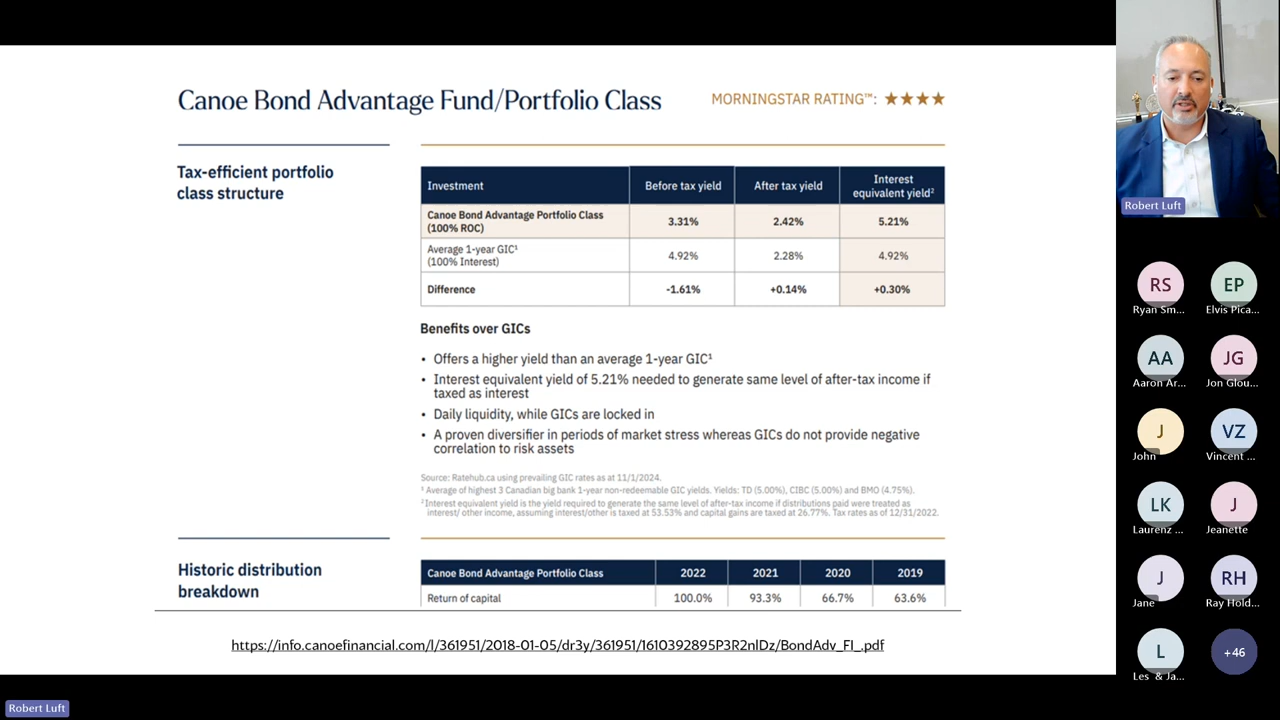 Canoe Bond Advantage Fund/Portfolio Class
MORNINGSTAR RATING™: ★★★★
Tax-efficient portfolio
class structure
Investment
Before tax yield
After tax yield
Interest
equivalent yield²
Canoe Bond Advantage Portfolio Class
(100% ROC)
3.31%
2.42%
5.21%
Average 1-year GIC¹
(100% Interest)
4.92%
2.28%
4.92%
Difference
-1.61%
+0.14%
+0.30%
Benefits over GICs
• Offers a higher yield than an average 1-year GIC¹
• Interest equivalent yield of 5.21% needed to generate same level of after-tax income if
taxed as interest
• Daily liquidity, while GICs are locked in
• A proven diversifier in periods of market stress whereas GICs do not provide negative
correlation to risk assets
Source: Ratehub.ca using prevailing GIC rates as at 11/1/2024.
¹ Average of highest 3 Canadian big bank 1-year non-redeemable GIC yields. Yields: TD (5.00%), CIBC (5.00%) and BMO (4.75%).
² Interest equivalent yield is the yield required to generate the same level of after-tax income if distributions paid were treated as
interest/ other income, assuming interest/other is taxed at 53.53% and capital gains are taxed at 26.77%. Tax rates as of 12/31/2022.
Historic distribution
breakdown
Canoe Bond Advantage Portfolio Class
2022
2021
2020
2019
Return of capital
100.0%
93.3%
66.7%
63.6%
https://info.canoefinancial.com/l/361951/2018-01-05/dr3y/361951/1610392895P3R2nlDz/BondAdv_FI_.pdf
Robert Luft
RS
Ryan Sm...
EP
Elvis Pica...
AA
Aaron Ar...
JG
Jon Glou...
J
John
VZ
Vincent ...
LK
Laurenz ...
J
Jeanette
J
Jane
RH
Ray Hold...
L
Les & Ja...
+46
Robert Luft